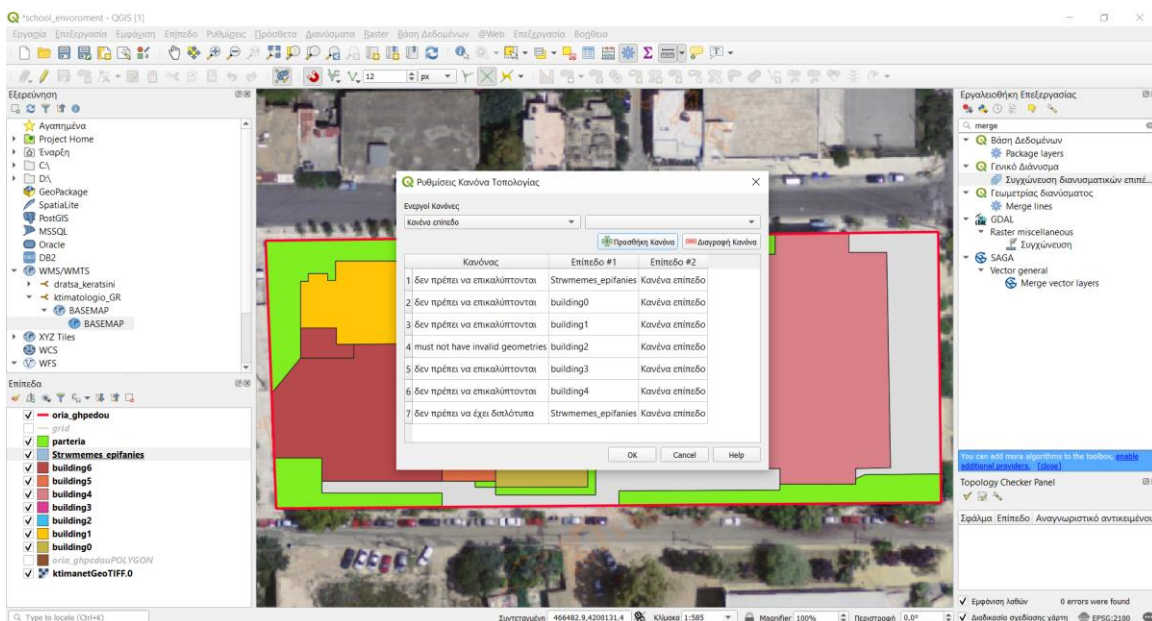 *school_envoroment - QGIS [1]
Εργασία Επεξεργασία Εμφάνιση Επίπεδο Ρυθμίσεις Πρόσθετα Διανύσματα Raster Βάση Δεδομένων @Web Επεξεργασία Βοήθεια
12 px
Εξερεύνηση
Αγαπημένα
Project Home
Έναρξη
C:\
D:\
GeoPackage
SpatiaLite
PostGIS
MSSQL
Oracle
DB2
WMS/WMTS
dratsa_keratsini
ktimatologio_GR
BASEMAP
BASEMAP
XYZ Tiles
WCS
WFS
Επίπεδα
oria_ghpedou
grid
parteria
Strwmemes_epifanies
building6
building5
building4
building3
building2
building1
building0
oria_ghpedouPOLYGON
ktimanetGeoTIFF.0
Ρυθμίσεις Κανόνα Τοπολογίας
Ενεργοί Κανόνες
Κανένα επίπεδο
Προσθήκη Κανόνα Διαγραφή Κανόνα
Κανόνας Επίπεδο #1 Επίπεδο #2
1 δεν πρέπει να επικαλύπτονται Strwmemes_epifanies Κανένα επίπεδο
2 δεν πρέπει να επικαλύπτονται building0 Κανένα επίπεδο
3 δεν πρέπει να επικαλύπτονται building1 Κανένα επίπεδο
4 must not have invalid geometries building2 Κανένα επίπεδο
5 δεν πρέπει να επικαλύπτονται building3 Κανένα επίπεδο
6 δεν πρέπει να επικαλύπτονται building4 Κανένα επίπεδο
7 δεν πρέπει να έχει διπλότυπα Strwmemes_epifanies Κανένα επίπεδο
OK Cancel Help
Εργαλειοθήκη Επεξεργασίας
merge
Βάση Δεδομένων
Package layers
Γενικό Διάνυσμα
Συγχώνευση διανυσματικών επιπέ...
Γεωμετρίας διανύσματος
Merge lines
GDAL
Raster miscellaneous
Συγχώνευση
SAGA
Vector general
Merge vector layers
You can add more algorithms to the toolbox, enable
additional providers. [close]
Topology Checker Panel
Σφάλμα Επίπεδο Αναγνωριστικό αντικειμένου
Εμφάνιση λαθών 0 errors were found
Type to locate (Ctrl+K) Συντεταγμένη 466482.9,4200131.4 Κλίμακα 1:585 Magnifier 100% Περιστροφή 0,0° Διαδικασία σχεδίασης χάρτη EPSG:2100